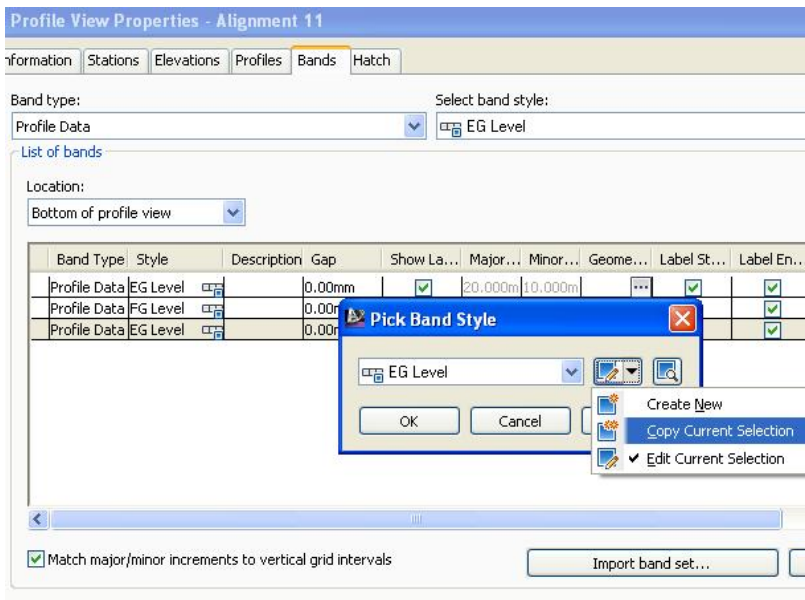 Profile View Properties - Alignment 11
nformation Stations Elevations Profiles Bands Hatch
Band type: Select band style:
Profile Data EG Level
List of bands
Location:
Bottom of profile view
Band Type Style Description Gap Show La... Major... Minor... Geome... Label St... Label En...
Profile Data EG Level 0.00mm 20.000m 10.000m ...
Profile Data FG Level 0.00r
Profile Data EG Level 0.00r
Pick Band Style
EG Level
OK Cancel
Create New
Copy Current Selection
Edit Current Selection
Match major/minor increments to vertical grid intervals
Import band set...